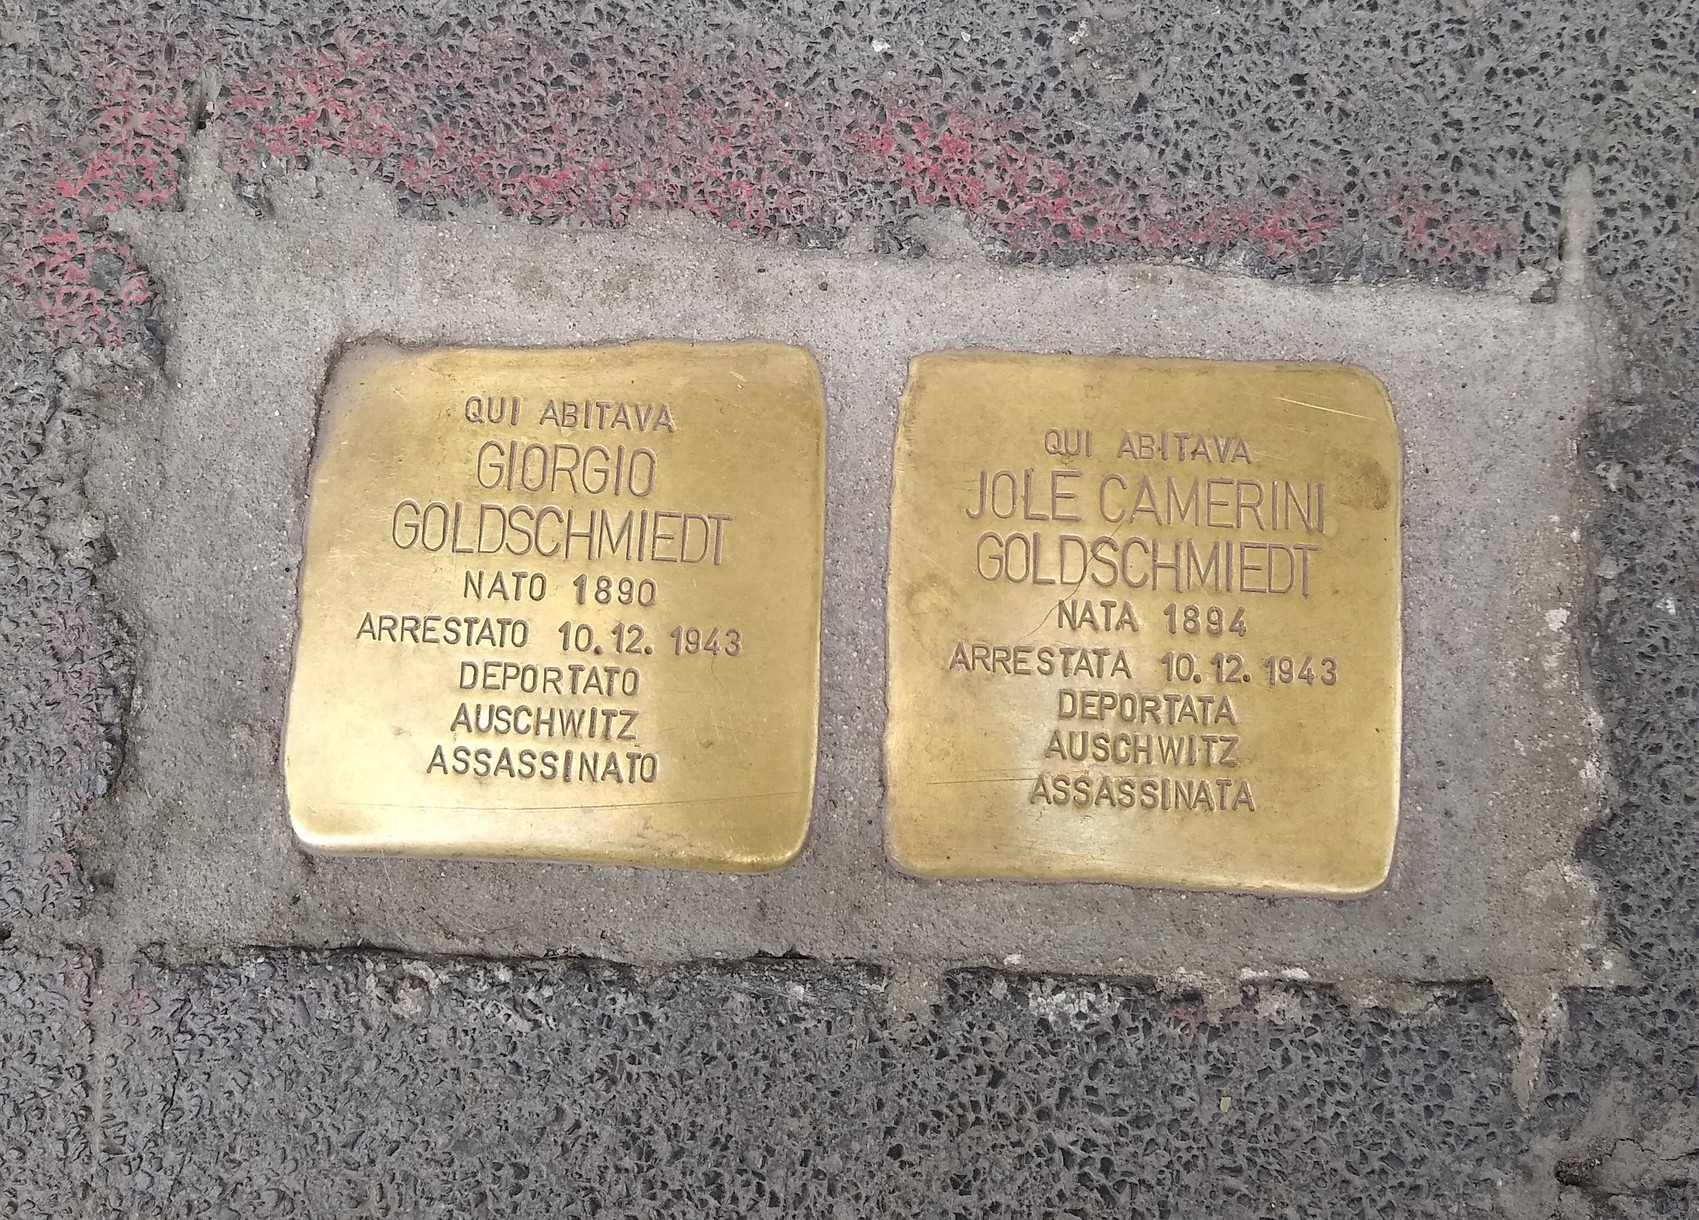 QUI ABITAVA
GIORGIO
GOLDSCHMIEDT
NATO 1890
ARRESTATO 10.12.1943
DEPORTATO
AUSCHWITZ
ASSASSINATO
QUI ABITAVA
JOLE CAMERINI
GOLDSCHMIEDT
NATA 1894
ARRESTATA 10.12.1943
DEPORTATA
AUSCHWITZ
ASSASSINATA